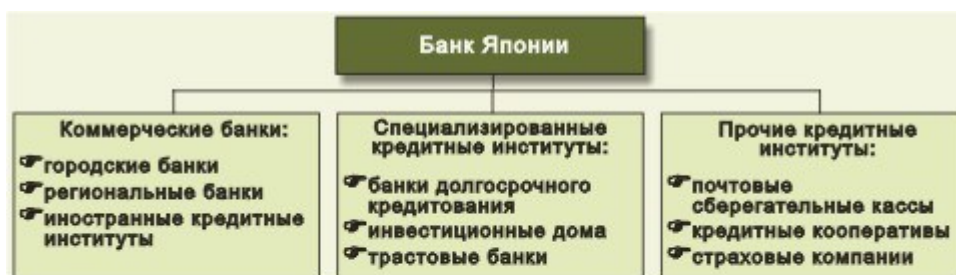 Банк Японии
Коммерческие банки:
городские банки
региональные банки
иностранные кредитные
институты
Специализированные
кредитные институты:
банки долгосрочного
кредитования
инвестиционные дома
трастовые банки
Прочие кредитные
институты:
почтовые
сберегательные кассы
кредитные кооперативы
страховые компании